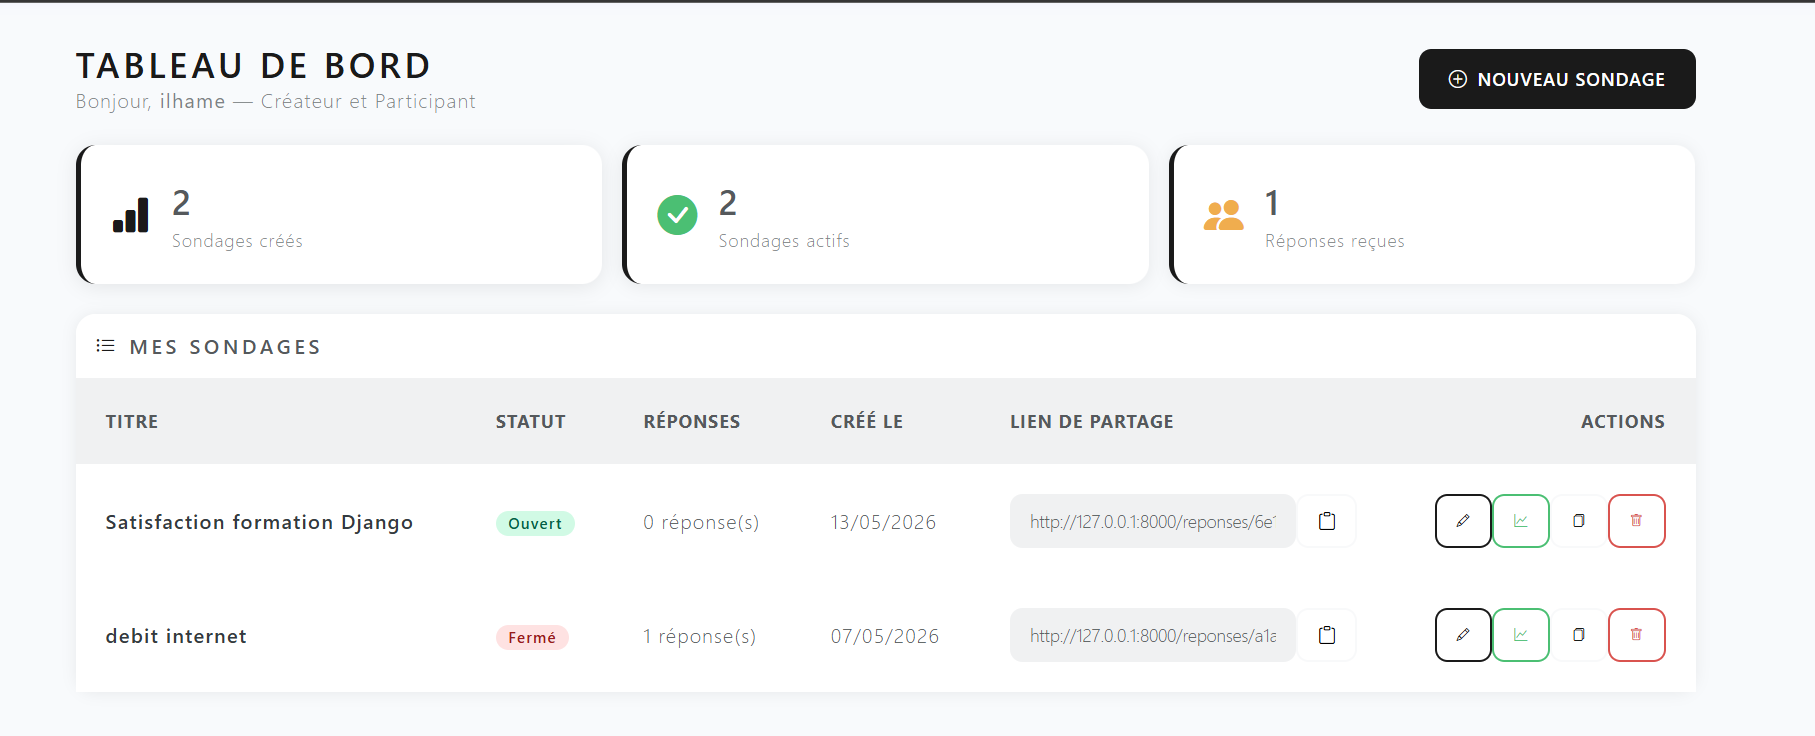 TABLEAU DE BORD
Bonjour, ilhame — Créateur et Participant
NOUVEAU SONDAGE
2
Sondages créés
2
Sondages actifs
1
Réponses reçues
MES SONDAGES
TITRE STATUT RÉPONSES CRÉÉ LE LIEN DE PARTAGE ACTIONS
Satisfaction formation Django Ouvert 0 réponse(s) 13/05/2026 http://127.0.0.1:8000/reponses/6e1
debit internet Fermé 1 réponse(s) 07/05/2026 http://127.0.0.1:8000/reponses/a1a